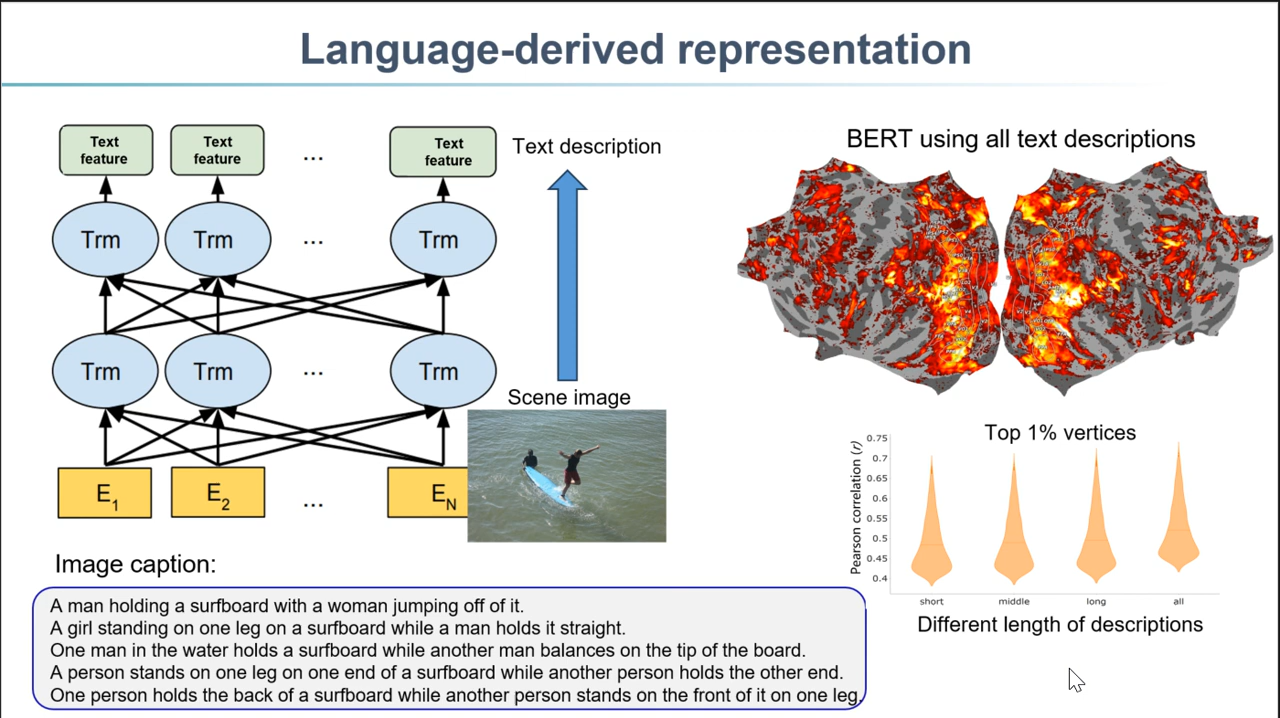 Language-derived representation
Text
feature
Text
feature
...
Text
feature
Text description
Trm
Trm
...
Trm
Trm
Trm
...
Trm
E1
E2
...
EN
Scene image
Image caption:
A man holding a surfboard with a woman jumping off of it.
A girl standing on one leg on a surfboard while a man holds it straight.
One man in the water holds a surfboard while another man balances on the tip of the board.
A person stands on one leg on one end of a surfboard while another person holds the other end.
One person holds the back of a surfboard while another person stands on the front of it on one leg.
BERT using all text descriptions
Top 1% vertices
Pearson correlation (r)
0.75
0.7
0.65
0.6
0.55
0.5
0.45
0.4
short
middle
long
all
Different length of descriptions